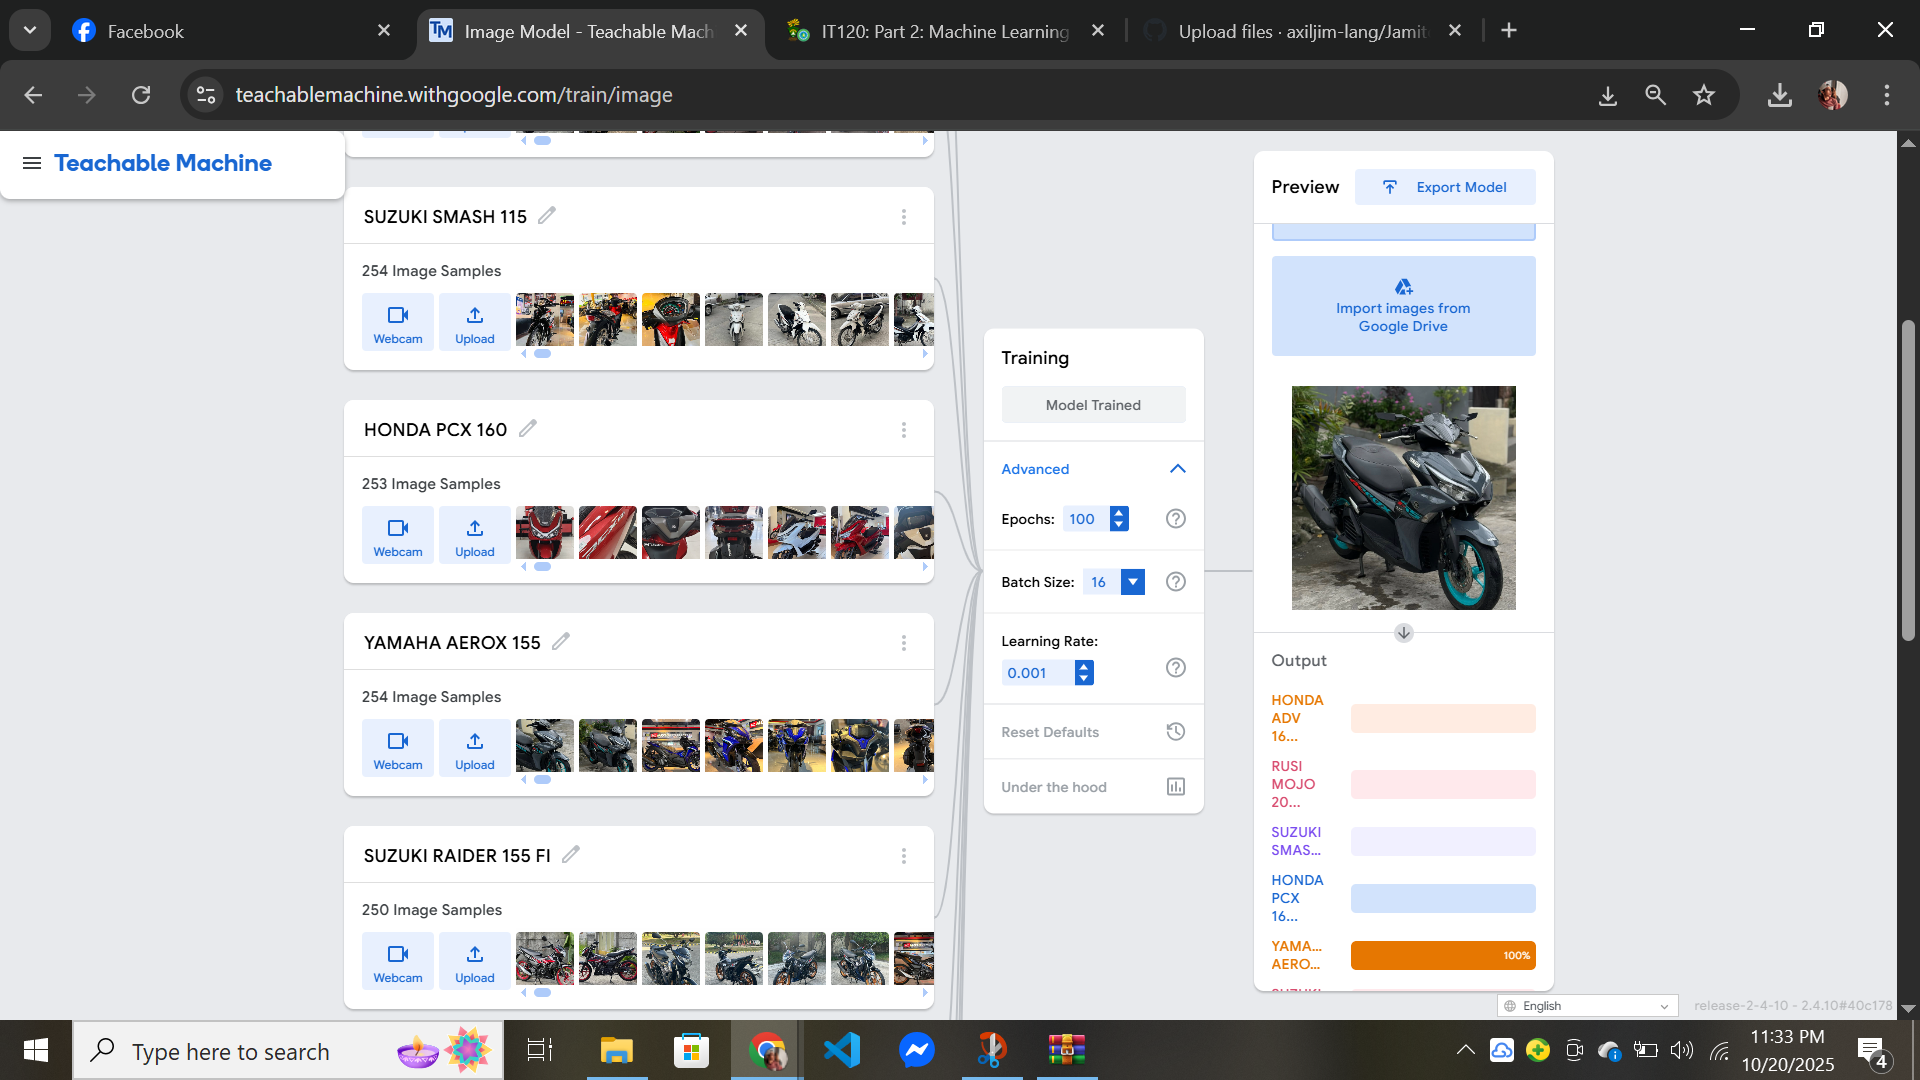 Facebook
Image Model - Teachable Mach
IT120: Part 2: Machine Learning
Upload files · axiljim-lang/Jamit
teachablemachine.withgoogle.com/train/image
Teachable Machine
SUZUKI SMASH 115
254 Image Samples
Webcam
Upload
HONDA PCX 160
253 Image Samples
Webcam
Upload
YAMAHA AEROX 155
254 Image Samples
Webcam
Upload
SUZUKI RAIDER 155 FI
250 Image Samples
Webcam
Upload
Training
Model Trained
Advanced
Epochs: 100
Batch Size: 16
Learning Rate:
0.001
Reset Defaults
Under the hood
Preview
Export Model
Import images from
Google Drive
Output
HONDA
ADV
16...
RUSI
MOJO
20...
SUZUKI
SMAS...
HONDA
PCX
16...
YAMA...
AERO...
100%
English
release-2-4-10 - 2.4.10#40c178
Type here to search
11:33 PM
10/20/2025
4